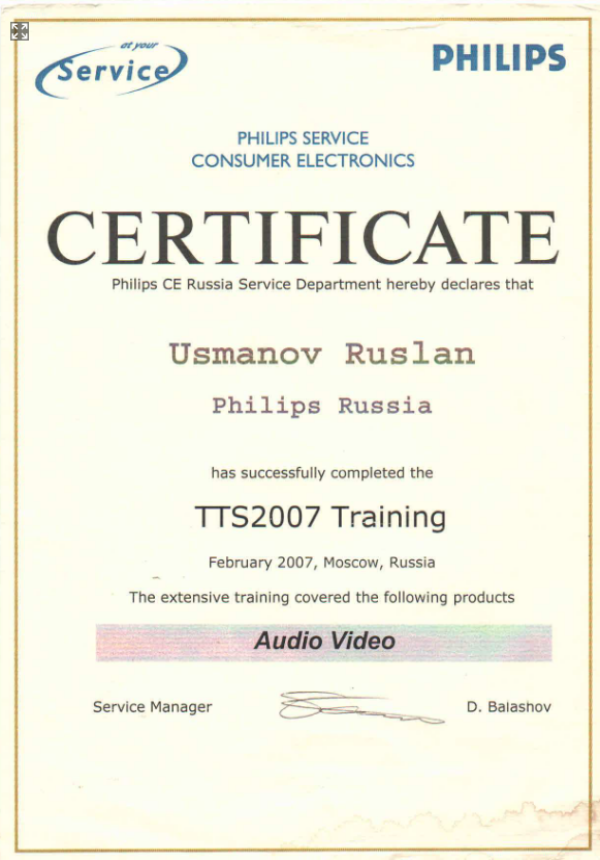 at your
Service
PHILIPS
PHILIPS SERVICE
CONSUMER ELECTRONICS
CERTIFICATE
Philips CE Russia Service Department hereby declares that
Usmanov Ruslan
Philips Russia
has successfully completed the
TTS2007 Training
February 2007, Moscow, Russia
The extensive training covered the following products
Audio Video
Service Manager
D. Balashov